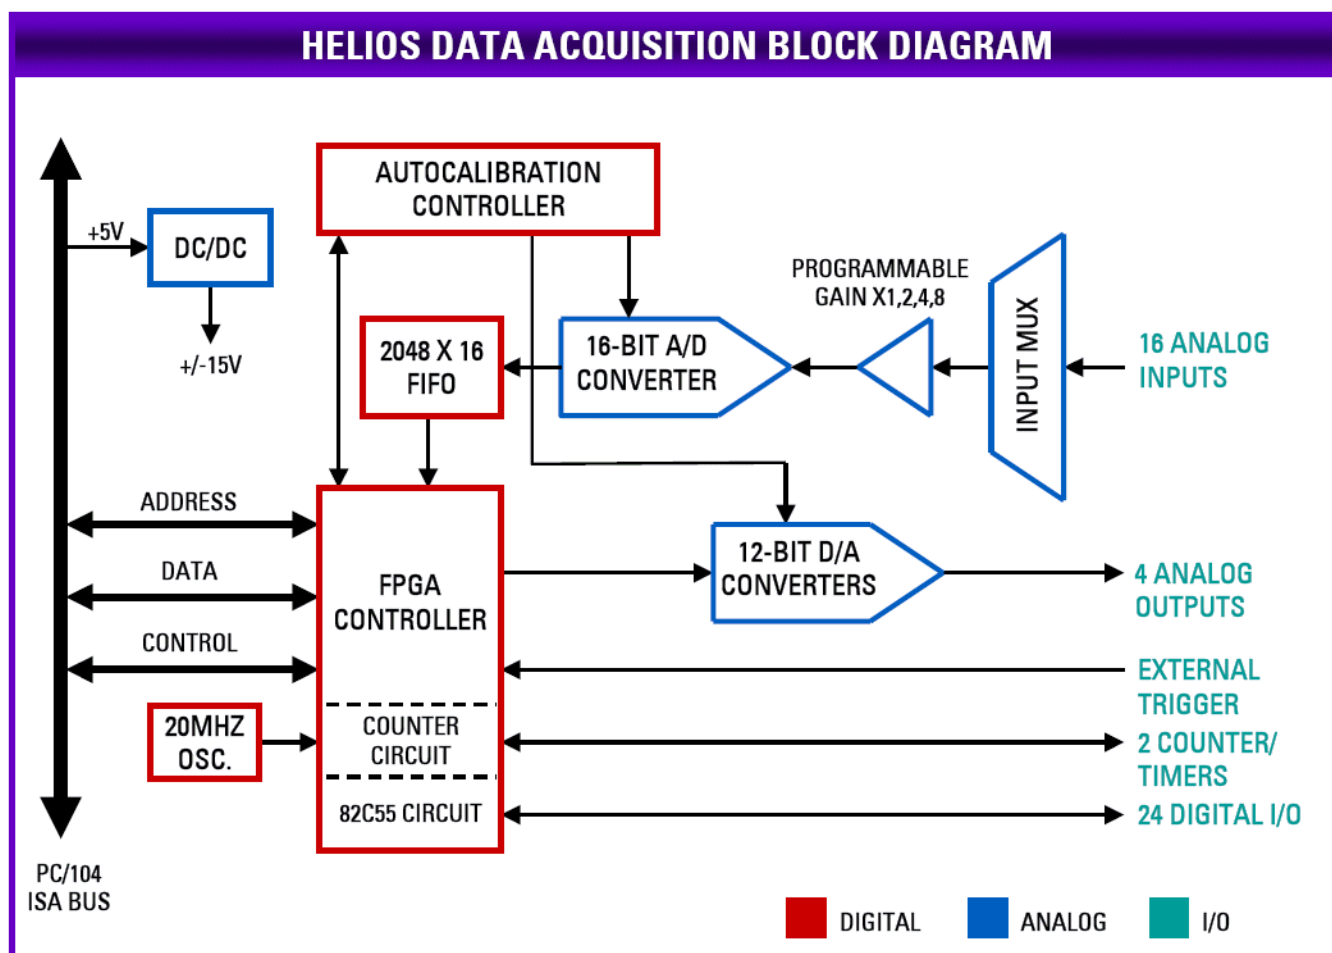 HELIOS DATA ACQUISITION BLOCK DIAGRAM
AUTOCALIBRATION
CONTROLLER
+5V
DC/DC
+/-15V
PROGRAMMABLE
GAIN X1,2,4,8
2048 X 16
FIFO
16-BIT A/D
CONVERTER
INPUT MUX
16 ANALOG
INPUTS
ADDRESS
DATA
CONTROL
FPGA
CONTROLLER
12-BIT D/A
CONVERTERS
4 ANALOG
OUTPUTS
EXTERNAL
TRIGGER
20MHZ
OSC.
COUNTER
CIRCUIT
2 COUNTER/
TIMERS
82C55 CIRCUIT
24 DIGITAL I/O
PC/104
ISA BUS
DIGITAL
ANALOG
I/O